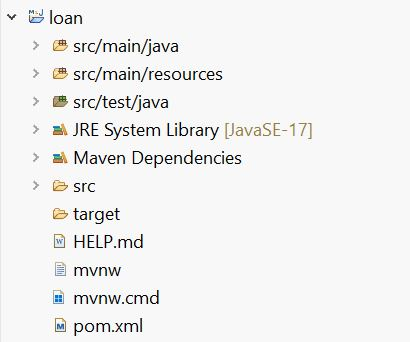 loan
src/main/java
src/main/resources
src/test/java
JRE System Library [JavaSE-17]
Maven Dependencies
src
target
HELP.md
mvnw
mvnw.cmd
pom.xml